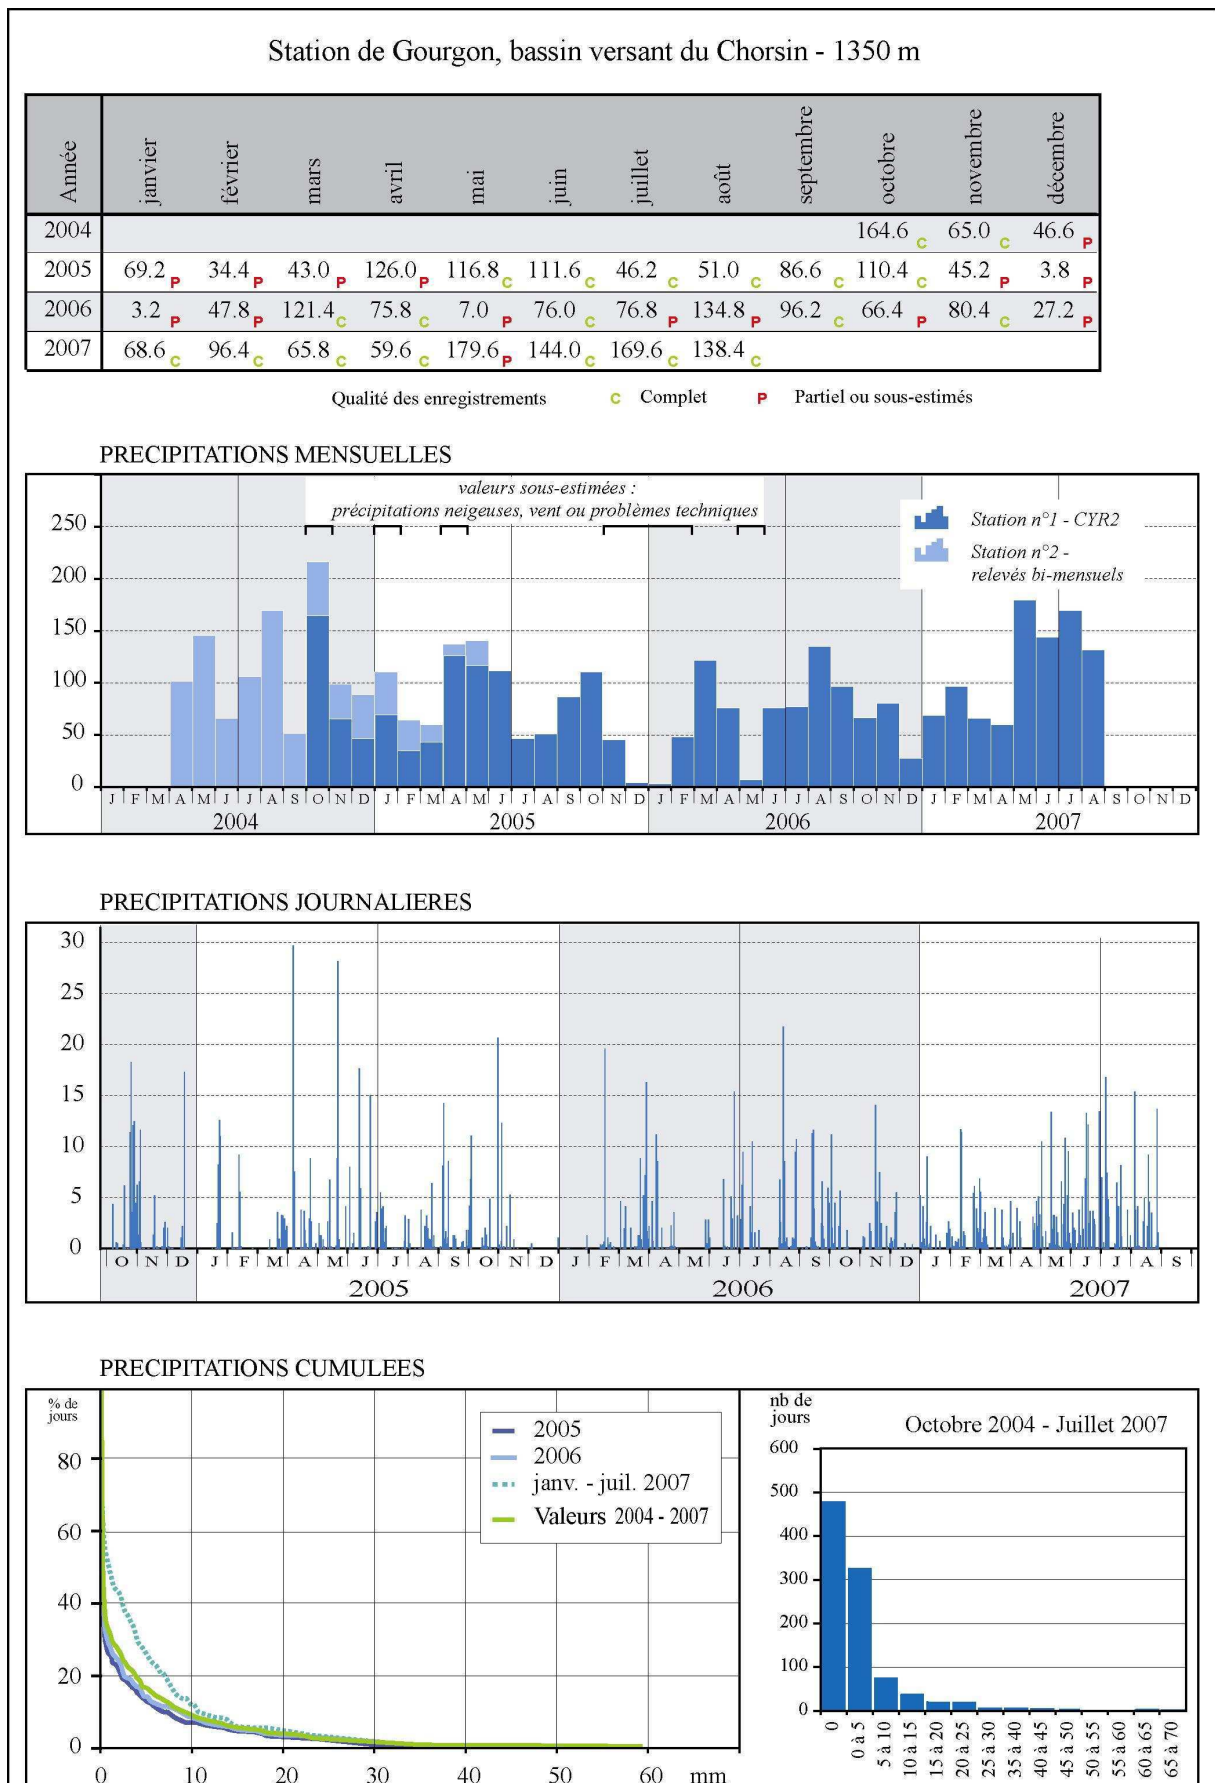 Station de Gourgon, bassin versant du Chorsin - 1350 m
Année janvier février mars avril mai juin juillet août septembre octobre novembre décembre
2004 164.6 C 65.0 C 46.6 P
2005 69.2 P 34.4 P 43.0 P 126.0 P 116.8 C 111.6 C 46.2 C 51.0 C 86.6 C 110.4 C 45.2 P 3.8 P
2006 3.2 P 47.8 P 121.4 C 75.8 C 7.0 P 76.0 C 76.8 P 134.8 P 96.2 C 66.4 P 80.4 C 27.2 P
2007 68.6 C 96.4 C 65.8 C 59.6 C 179.6 P 144.0 C 169.6 C 138.4 C
Qualité des enregistrements C Complet P Partiel ou sous-estimés
PRECIPITATIONS MENSUELLES
valeurs sous-estimées :
précipitations neigeuses, vent ou problèmes techniques
Station n°1 - CYR2
Station n°2 -
relevés bi-mensuels
250
200
150
100
50
0
J F M A M J J A S O N D J F M A M J J A S O N D J F M A M J J A S O N D J F M A M J J A S O N D
2004 2005 2006 2007
PRECIPITATIONS JOURNALIERES
30
25
20
15
10
5
0
O N D J F M A M J J A S O N D J F M A M J J A S O N D J F M A M J J A S
2005 2006 2007
PRECIPITATIONS CUMULEES
% de
jours
80
60
40
20
0
2005
2006
janv. - juil. 2007
Valeurs 2004 - 2007
0 10 20 30 40 50 60 mm
nb de
jours
Octobre 2004 - Juillet 2007
600
500
400
300
200
100
0
0
0 à 5
5 à 10
10 à 15
15 à 20
20 à 25
25 à 30
35 à 40
40 à 45
45 à 50
50 à 55
55 à 60
60 à 65
65 à 70